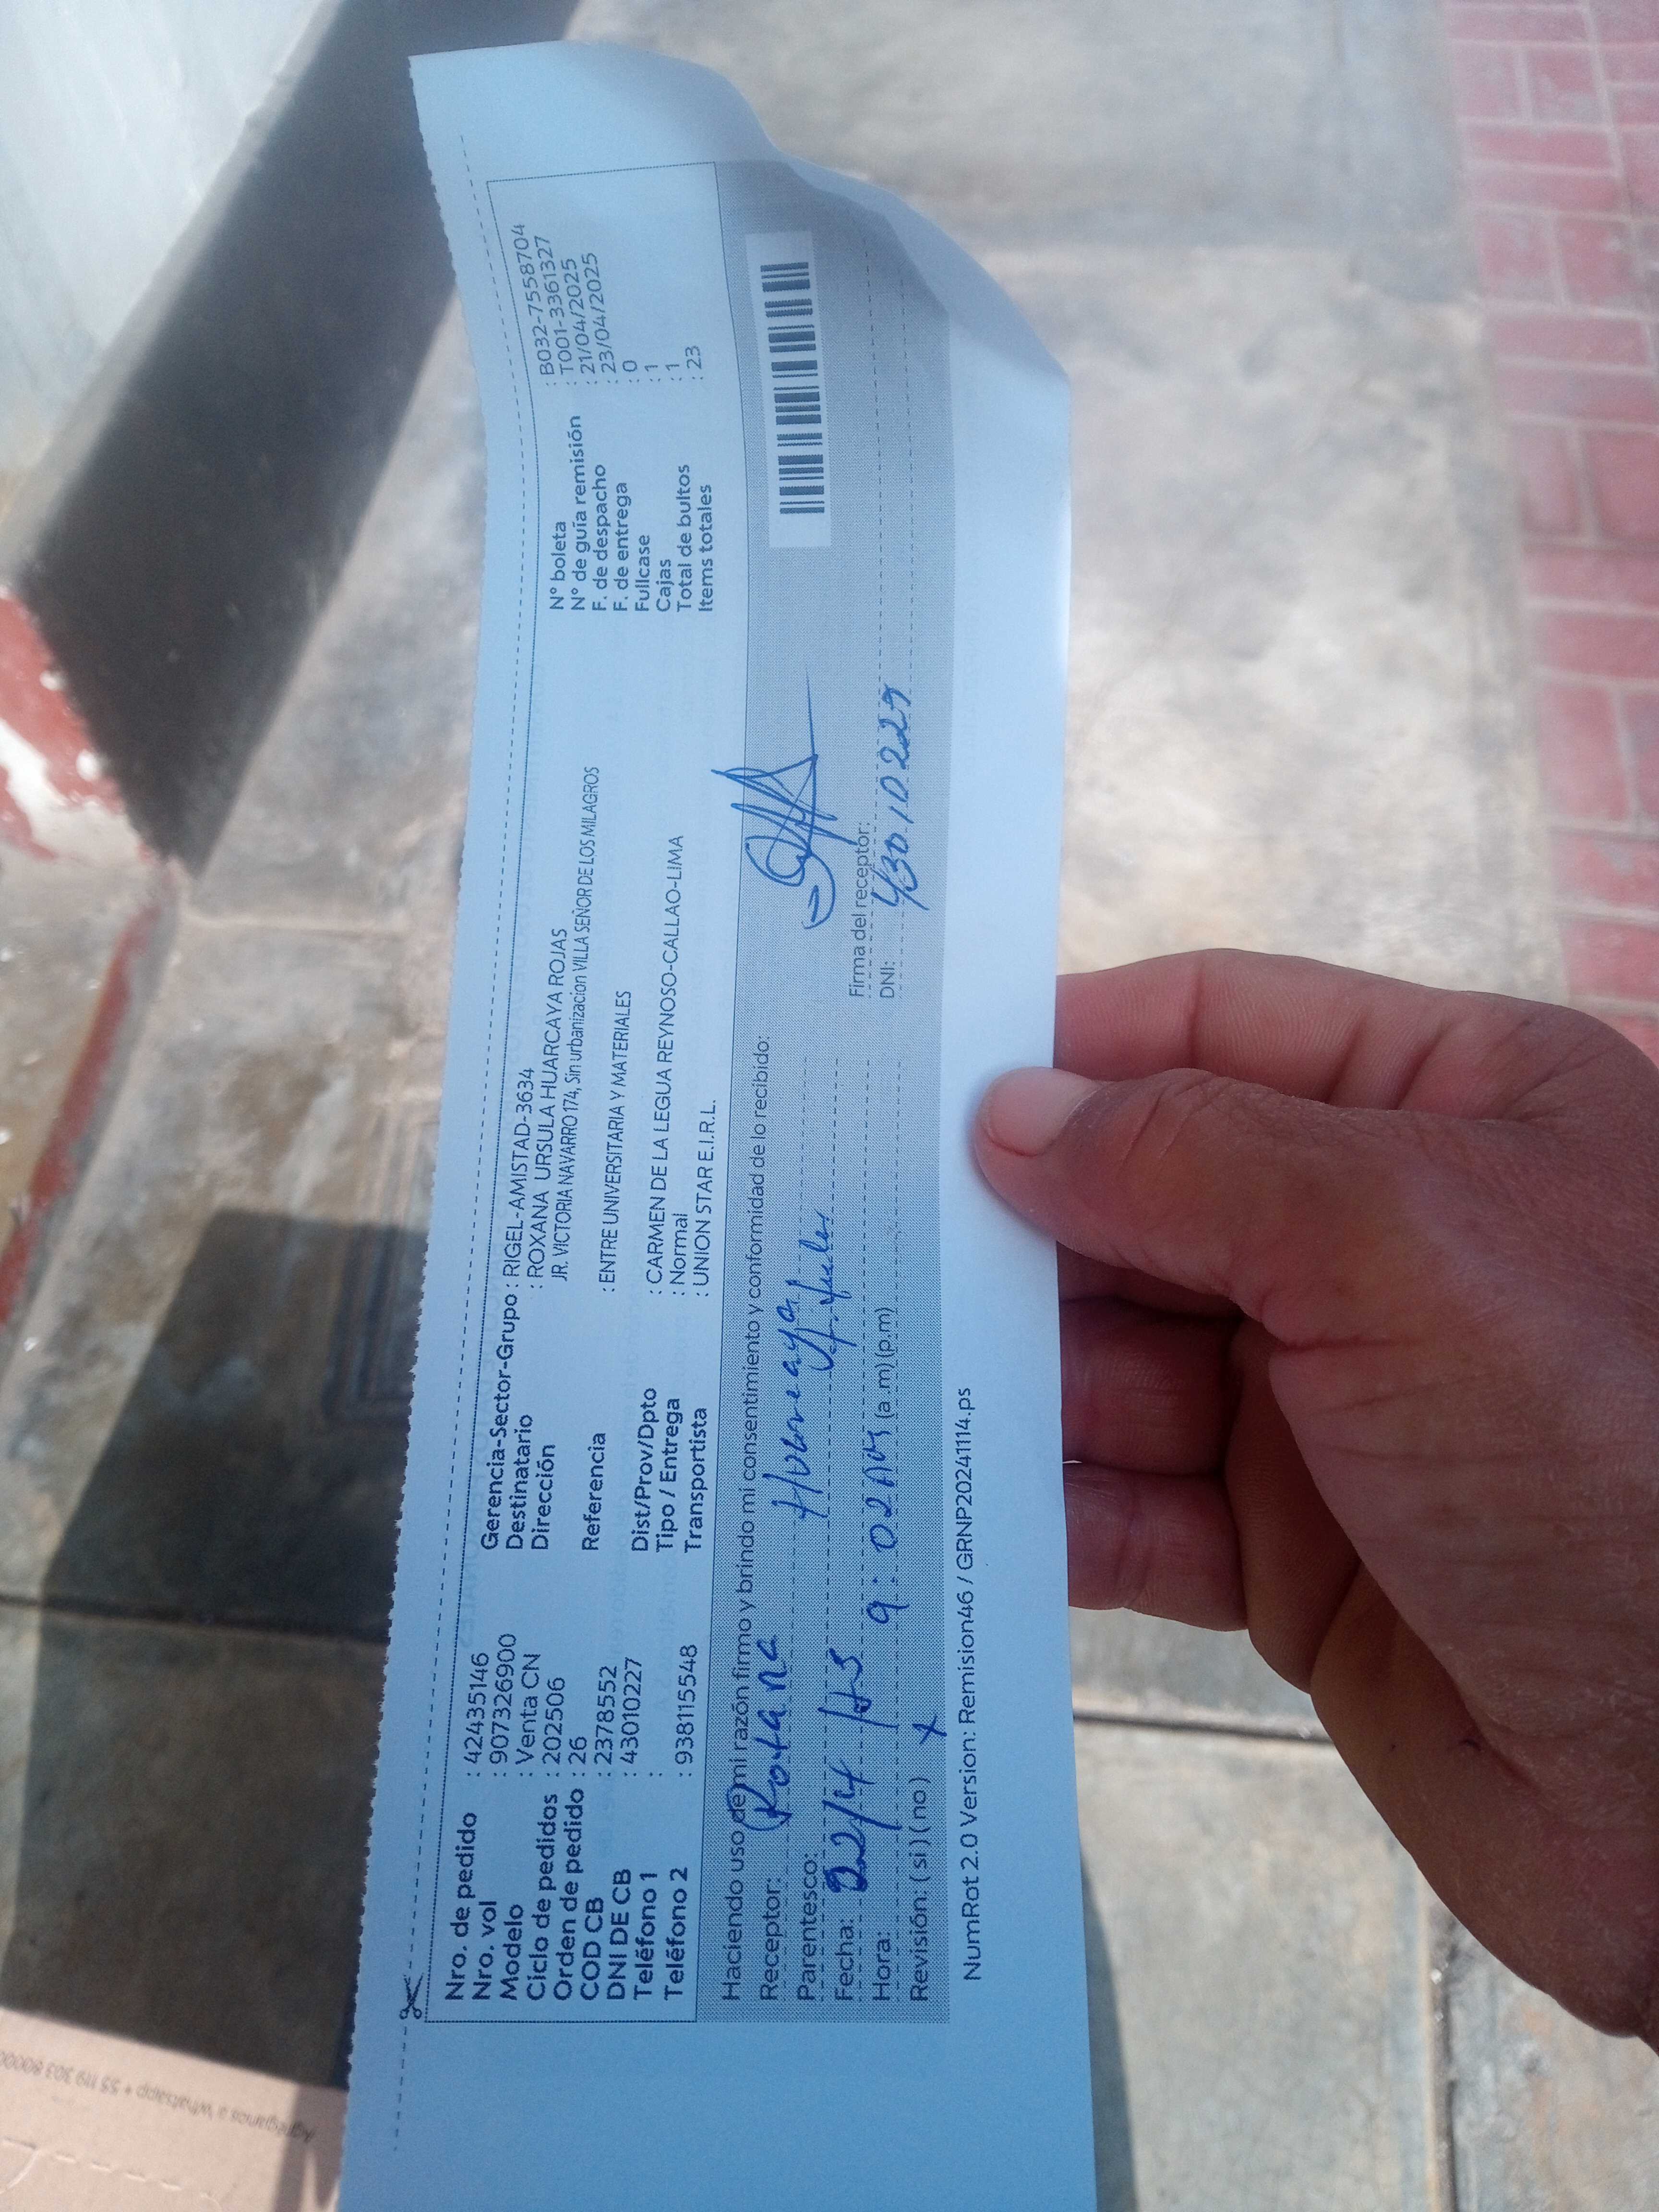 Nro. de pedido : 42435146
Nro. vol : 907326900
Modelo : Venta CN
Ciclo de pedidos : 202506
Orden de pedido : 26
COD CB : 2378552
DNI DE CB : 43010227
Teléfono 1 :
Teléfono 2 : 938115548
Gerencia-Sector-Grupo : RIGEL-AMISTAD-3634
Destinatario : ROXANA URSULA HUARCAYA ROJAS
Dirección JR. VICTORIA NAVARRO 174, Sin urbanizacion VILLA SEÑOR DE LOS MILAGROS
Referencia : ENTRE UNIVERSITARIA Y MATERIALES
Dist/Prov/Dpto : CARMEN DE LA LEGUA REYNOSO-CALLAO-LIMA
Tipo / Entrega : Normal
Transportista : UNION STAR E.I.R.L.
N° boleta : B032-75558704
N° de guía remisión : T001-3361327
F. de despacho : 21/04/2025
F. de entrega : 23/04/2025
Fullcase : 0
Cajas : 1
Total de bultos : 1
Items totales : 23
Haciendo uso de mi razón firmo y brindo mi consentimiento y conformidad de lo recibido:
Receptor: Roxana
Parentesco:
Fecha: 22/4
Hora: 9:02 (a.m) (p.m)
Revisión: (si) (no) x
Firma del receptor:
DNI: 43010227
NumRot 2.0 Version: Remision46 / GRNP20241114.ps
Agréganos a Whatsapp + 55 119 303